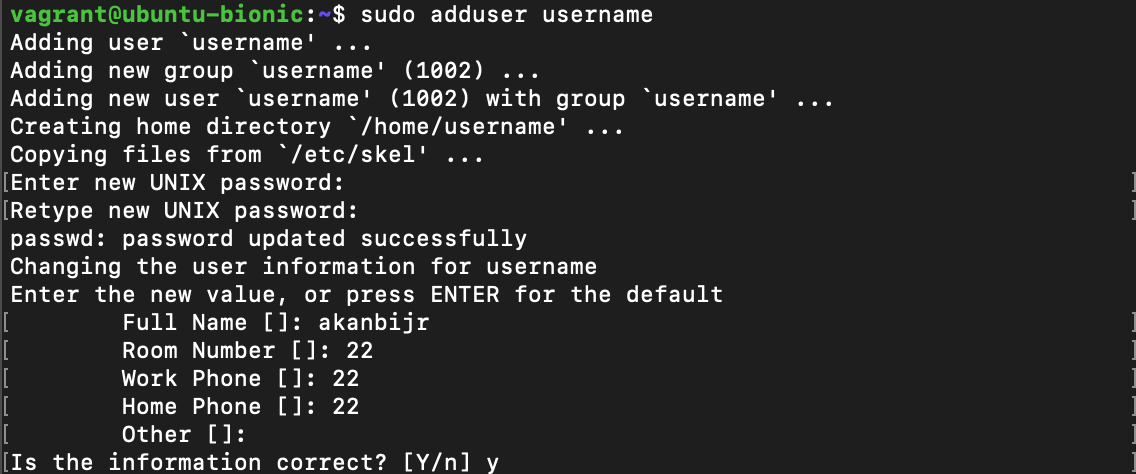 vagrant@ubuntu-bionic:~$ sudo adduser username
Adding user `username' ...
Adding new group `username' (1002) ...
Adding new user `username' (1002) with group `username' ...
Creating home directory `/home/username' ...
Copying files from `/etc/skel' ...
[Enter new UNIX password: ]
[Retype new UNIX password: ]
passwd: password updated successfully
Changing the user information for username
Enter the new value, or press ENTER for the default
[ Full Name []: akanbijr ]
[ Room Number []: 22 ]
[ Work Phone []: 22 ]
[ Home Phone []: 22 ]
[ Other []: ]
[Is the information correct? [Y/n] y ]